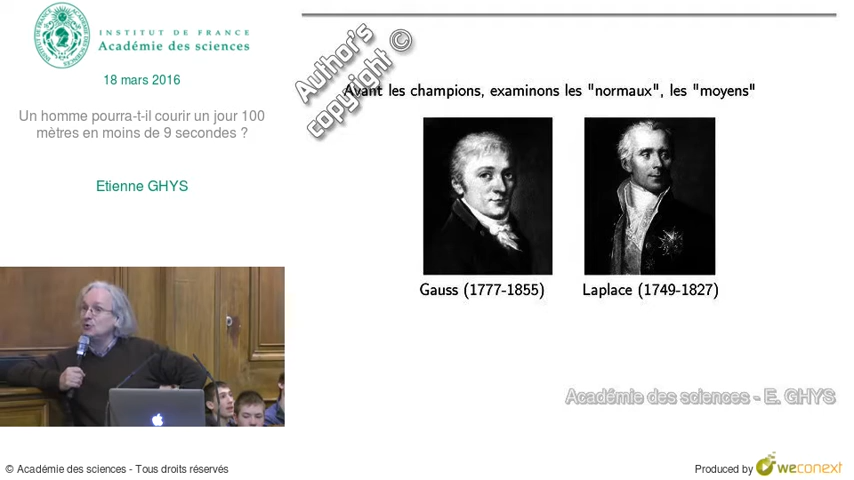 INSTITUT DE FRANCE
Académie des sciences
18 mars 2016
Un homme pourra-t-il courir un jour 100
mètres en moins de 9 secondes ?
Etienne GHYS
Author's
copyright ©
Avant les champions, examinons les "normaux", les "moyens"
Gauss (1777-1855)
Laplace (1749-1827)
Académie des sciences - E. GHYS
© Académie des sciences - Tous droits réservés
Produced by weconext